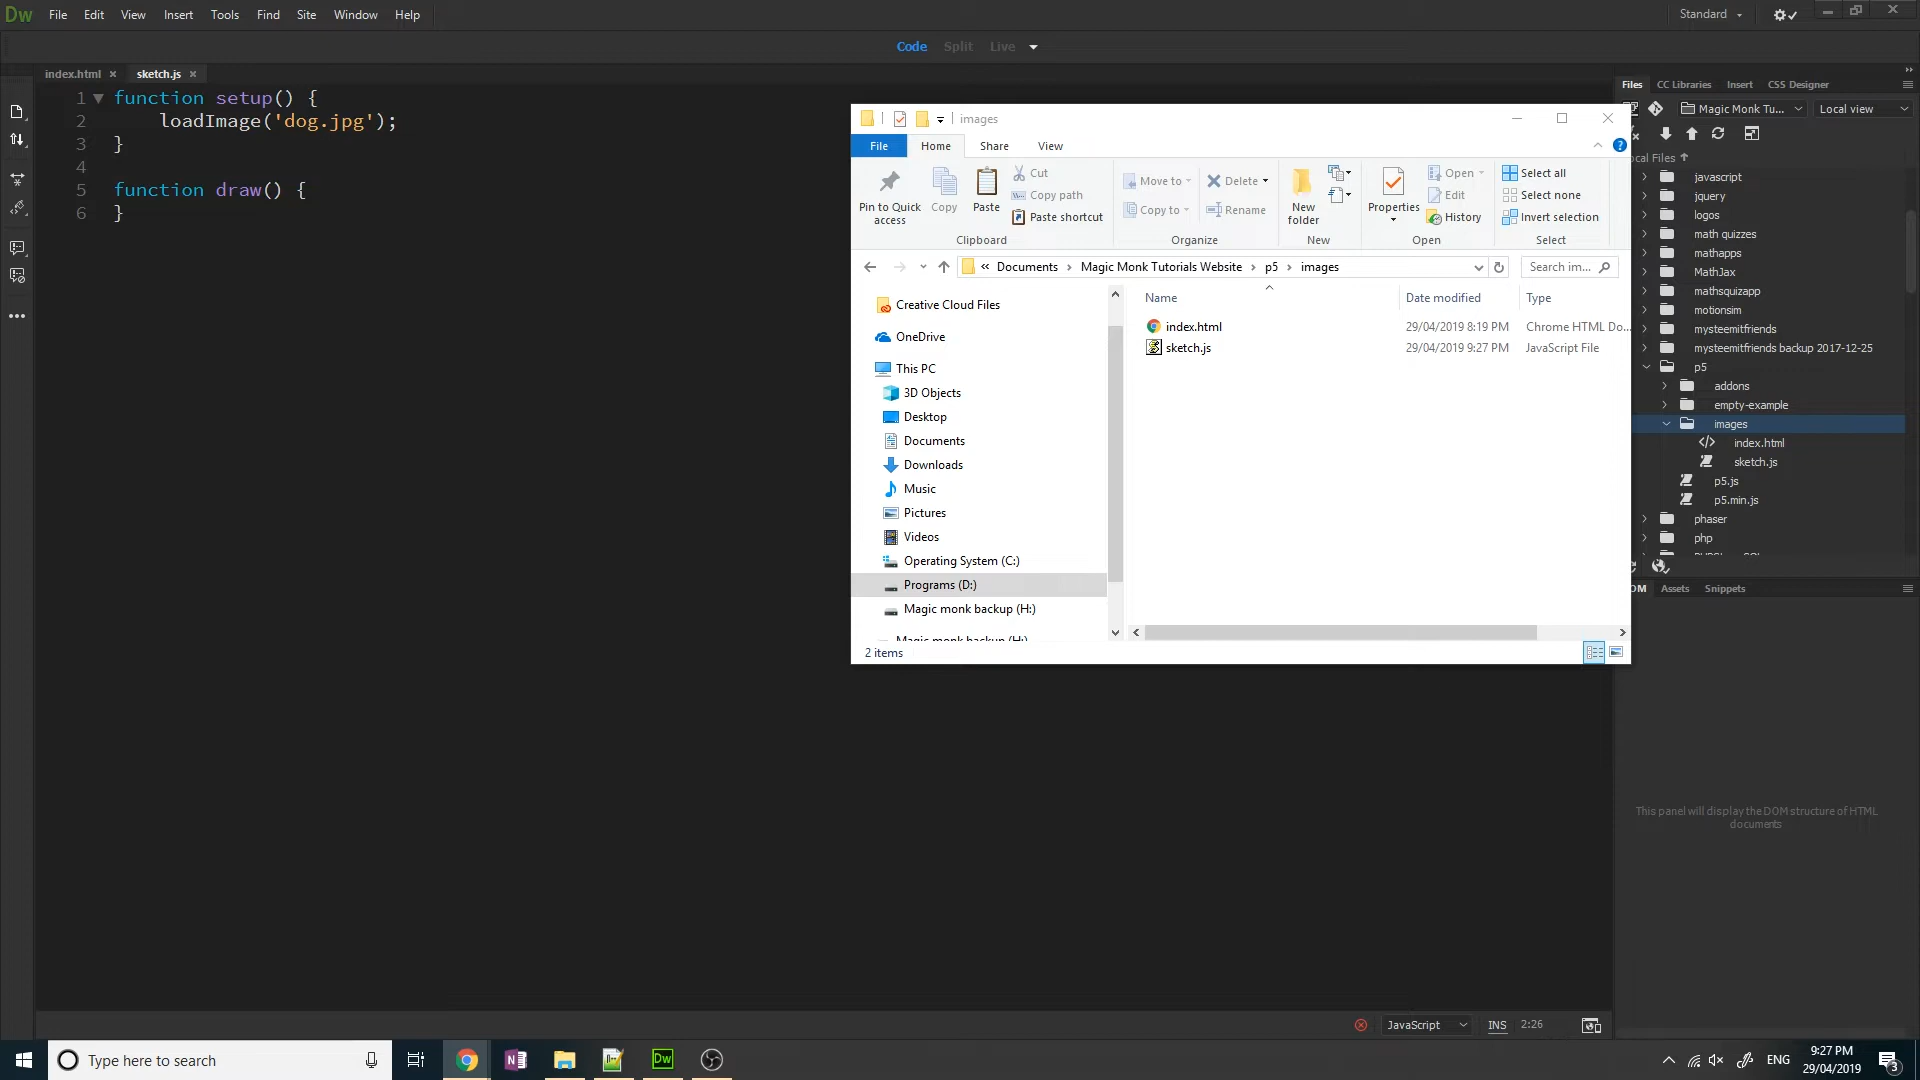 Dw File Edit View Insert Tools Find Site Window Help Standard
Code Split Live
index.html × sketch.js ×
1 function setup() {
2 loadImage('dog.jpg');
3 }
4
5 function draw() {
6 }
images
File Home Share View
Pin to Quick access
Copy
Paste
Cut
Copy path
Paste shortcut
Clipboard
Move to
Copy to
Delete
Rename
Organize
New folder
New
Properties
Open
Edit
History
Open
Select all
Select none
Invert selection
Select
« Documents > Magic Monk Tutorials Website > p5 > images
Search im...
Creative Cloud Files
OneDrive
This PC
3D Objects
Desktop
Documents
Downloads
Music
Pictures
Videos
Operating System (C:)
Programs (D:)
Magic monk backup (H:)
Magic monk backup (H:)
Name Date modified Type
index.html 29/04/2019 8:19 PM Chrome HTML Do...
sketch.js 29/04/2019 9:27 PM JavaScript File
2 items
Files CC Libraries Insert CSS Designer
Magic Monk Tu... Local view
ocal Files
javascript
jquery
logos
math quizzes
mathapps
MathJax
mathsquizapp
motionsim
mysteemitfriends
mysteemitfriends backup 2017-12-25
p5
addons
empty-example
images
index.html
sketch.js
p5.js
p5.min.js
phaser
php
OM Assets Snippets
This panel will display the DOM structure of HTML
documents
JavaScript INS 2:26
Type here to search
ENG
9:27 PM
29/04/2019
3